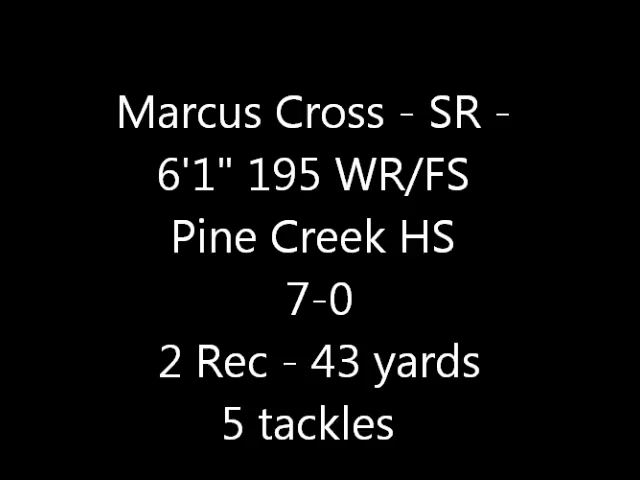 Marcus Cross - SR -
6'1" 195 WR/FS
Pine Creek HS
7-0
2 Rec - 43 yards
5 tackles